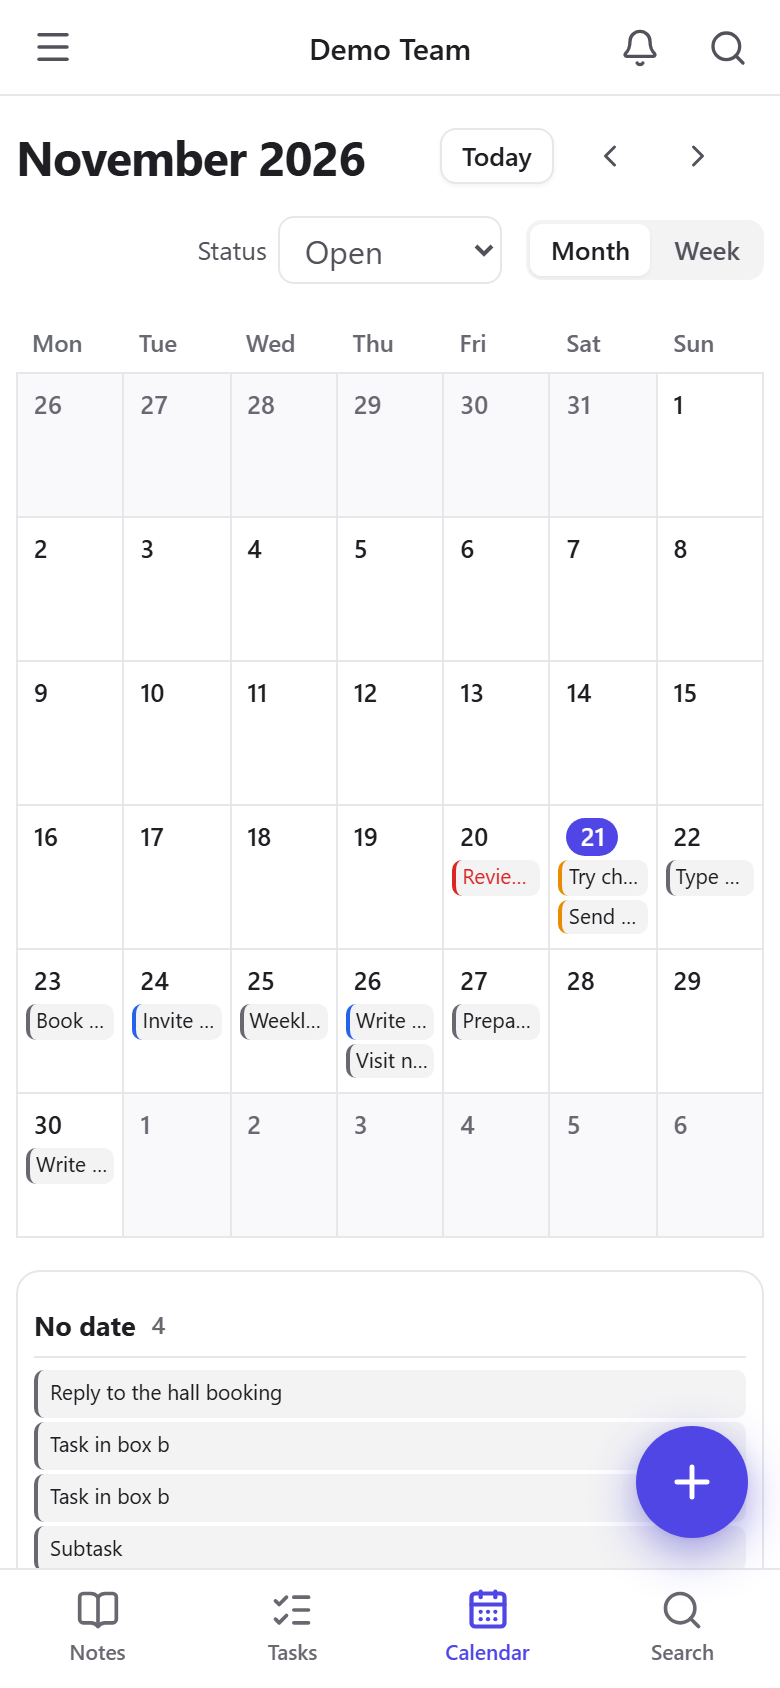 Demo Team
November 2026
Today
Status
Open
Month
Week
Mon Tue Wed Thu Fri Sat Sun
26 27 28 29 30 31 1
2 3 4 5 6 7 8
9 10 11 12 13 14 15
16 17 18 19 20 21 22
Revie... Try ch... Type ...
Send ...
23 24 25 26 27 28 29
Book ... Invite ... Weekl... Write ... Prepa...
Visit n...
30 1 2 3 4 5 6
Write ...
No date 4
Reply to the hall booking
Task in box b
Task in box b
Subtask
Notes Tasks Calendar Search